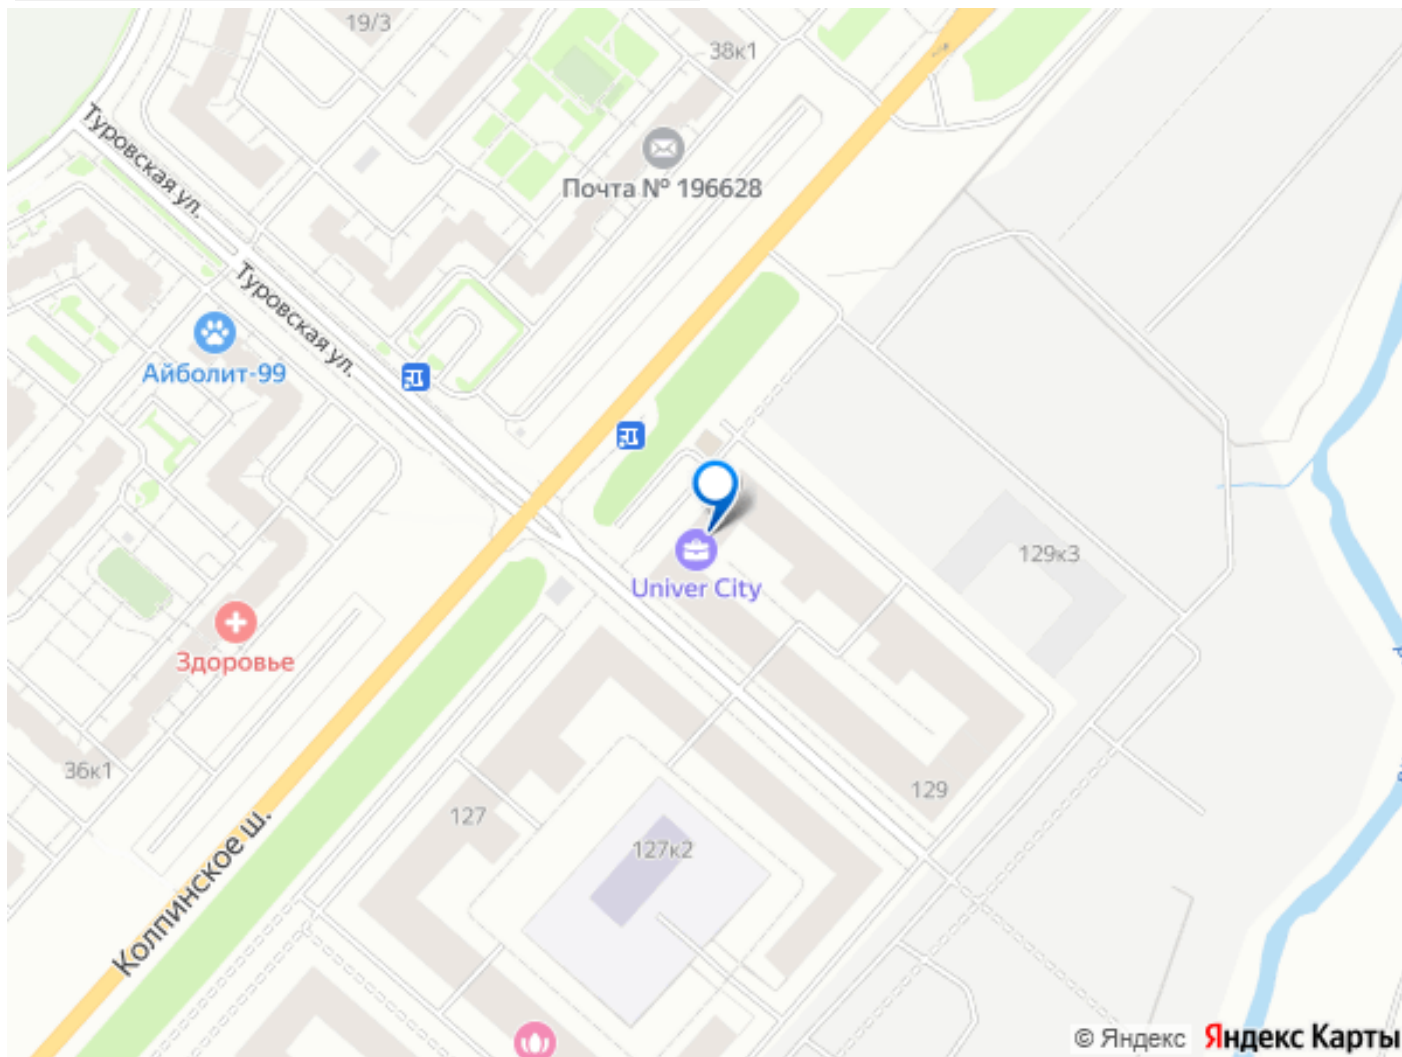 19/3
38к1
Туровская ул.
Почта № 196628
Туровская ул.
Айболит-99
129к3
Univer City
Здоровье
36к1
129
127
127к2
Колпинское ш.
© Яндекс Яндекс Карты